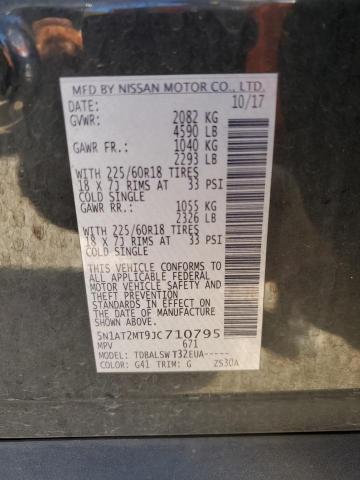 MFD BY NISSAN MOTOR CO., LTD.
DATE: 10/17
GVWR: 2082 KG
4590 LB
GAWR FR.: 1040 KG
2293 LB
WITH 225/60R18 TIRES
18 X 7J RIMS AT 33 PSI
COLD SINGLE
GAWR RR.: 1055 KG
2326 LB
WITH 225/60R18 TIRES
18 X 7J RIMS AT 33 PSI
COLD SINGLE
THIS VEHICLE CONFORMS TO
ALL APPLICABLE FEDERAL
MOTOR VEHICLE SAFETY AND
THEFT PREVENTION
STANDARDS IN EFFECT ON
THE DATE OF MANUFACTURE
SHOWN ABOVE.
5N1AT2MT9JC710795
MPV 671
MODEL: TDBALSWT32EUA-----
COLOR: G41 TRIM: G ZS30A